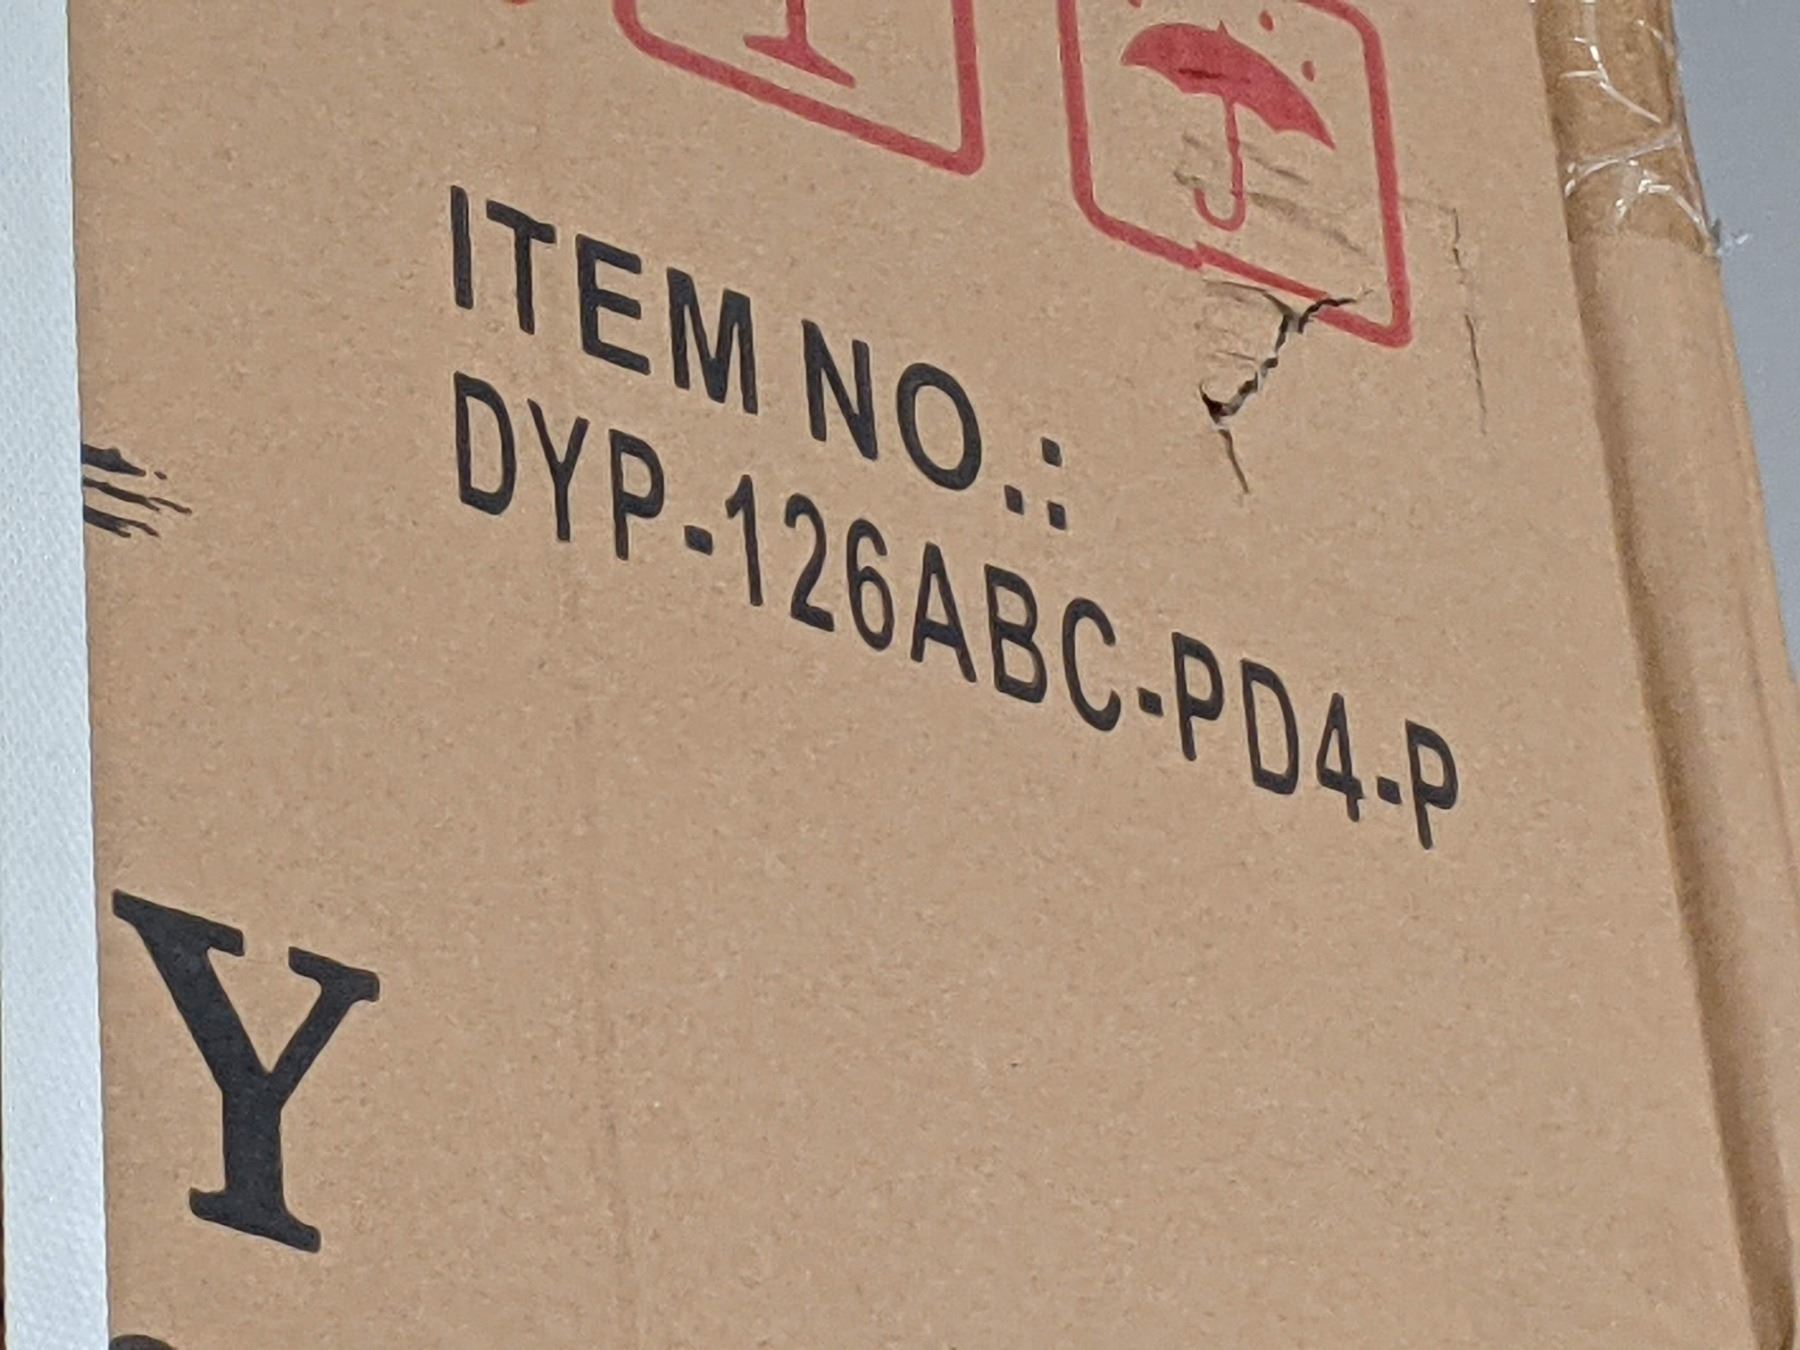 ITEM NO.:
DYP-126ABC-PD4-P
Y